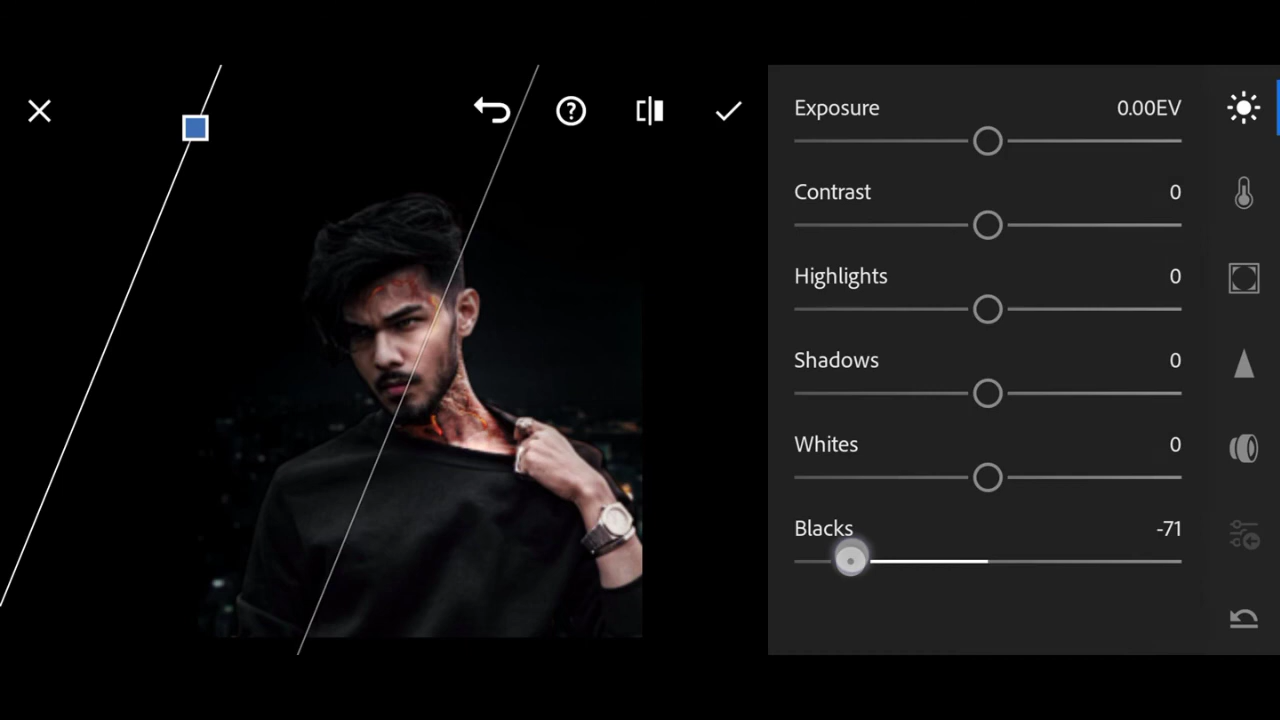 Exposure 0.00EV
Contrast 0
Highlights 0
Shadows 0
Whites 0
Blacks -71